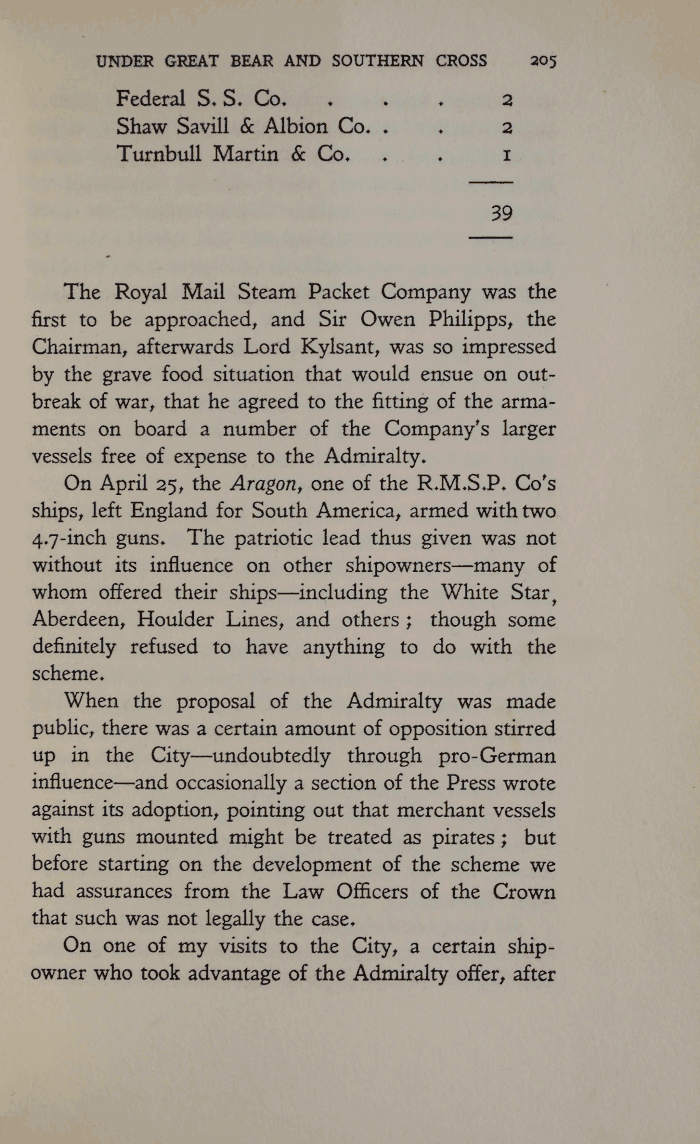 UNDER GREAT BEAR AND SOUTHERN CROSS 205
Federal S. S. Co. . . . 2
Shaw Savill & Albion Co. . . 2
Turnbull Martin & Co. . . 1
39
The Royal Mail Steam Packet Company was the
first to be approached, and Sir Owen Philipps, the
Chairman, afterwards Lord Kylsant, was so impressed
by the grave food situation that would ensue on out-
break of war, that he agreed to the fitting of the arma-
ments on board a number of the Company's larger
vessels free of expense to the Admiralty.
On April 25, the Aragon, one of the R.M.S.P. Co's
ships, left England for South America, armed with two
4.7-inch guns. The patriotic lead thus given was not
without its influence on other shipowners—many of
whom offered their ships—including the White Star,
Aberdeen, Houlder Lines, and others ; though some
definitely refused to have anything to do with the
scheme.
When the proposal of the Admiralty was made
public, there was a certain amount of opposition stirred
up in the City—undoubtedly through pro-German
influence—and occasionally a section of the Press wrote
against its adoption, pointing out that merchant vessels
with guns mounted might be treated as pirates ; but
before starting on the development of the scheme we
had assurances from the Law Officers of the Crown
that such was not legally the case.
On one of my visits to the City, a certain ship-
owner who took advantage of the Admiralty offer, after